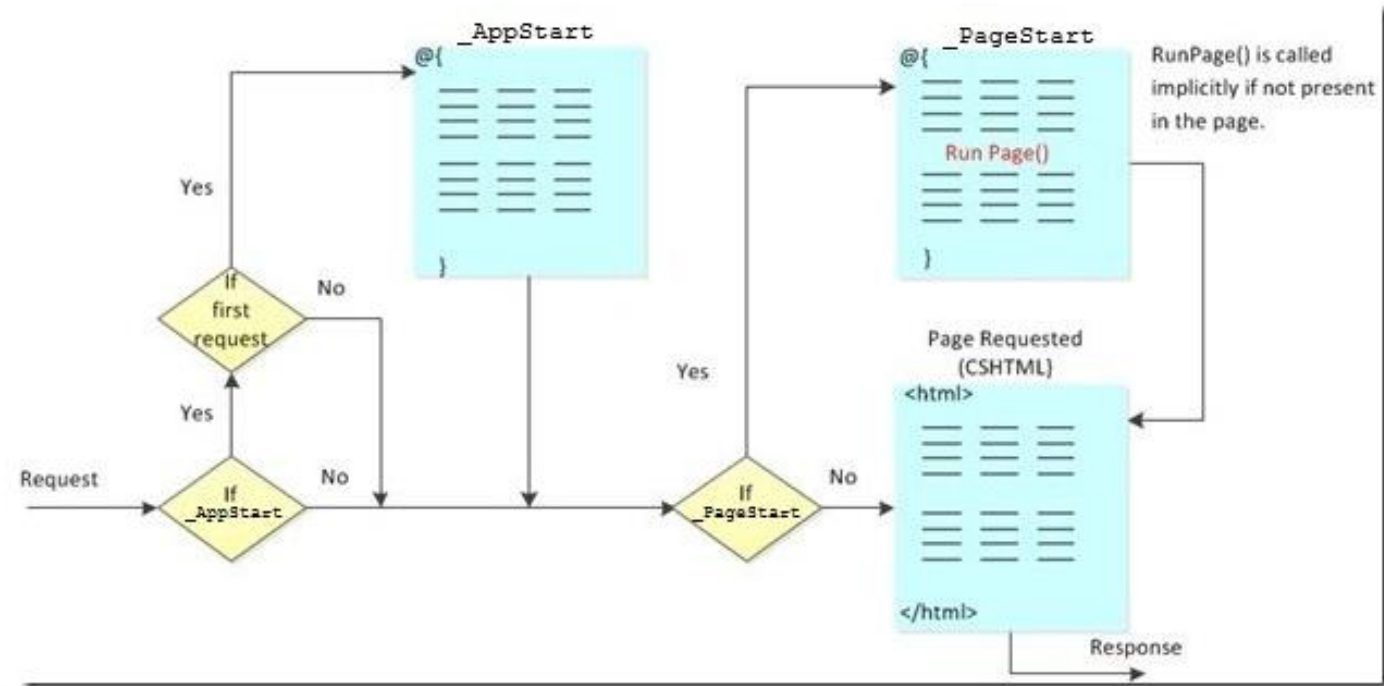 _AppStart
@{
}
_PageStart
@{
Run Page()
}
RunPage() is called
implicitly if not present
in the page.
Yes
If
first
request
No
Yes
Request
If
_AppStart
No
Yes
If
_PageStart
No
Page Requested
(CSHTML)
<html>
</html>
Response